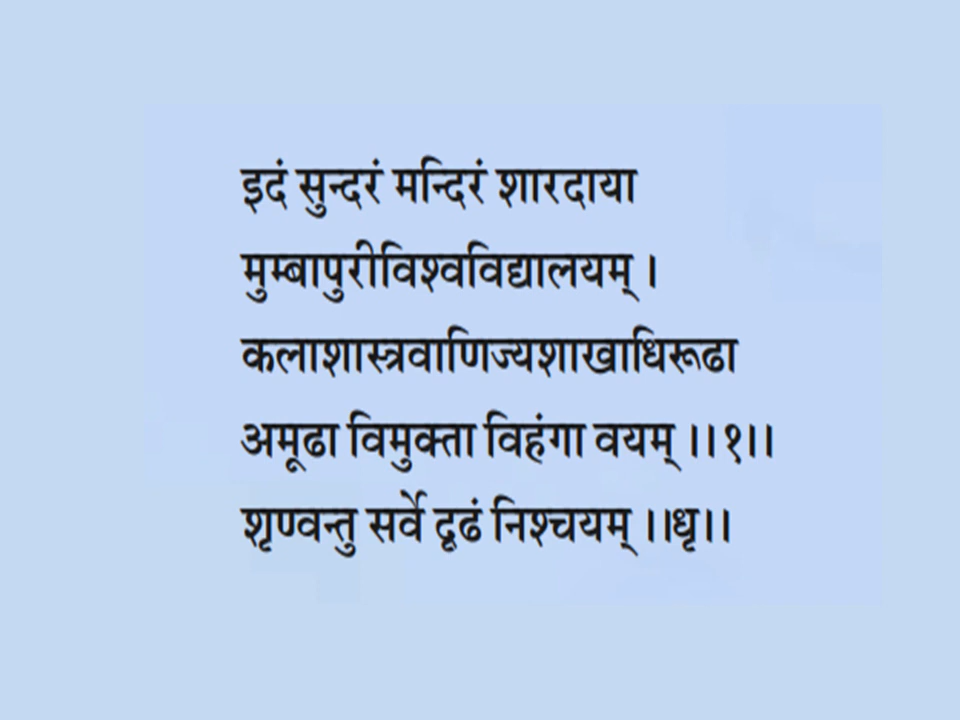 इदं सुन्दरं मन्दिरं शारदाया
मुम्बापुरीविश्वविद्यालयम् ।
कलाशास्त्रवाणिज्यशाखाधिरूढा
अमूढा विमुक्ता विहंगा वयम् ।।१।।
शृण्वन्तु सर्वे दृढं निश्चयम् ।।धृ।।